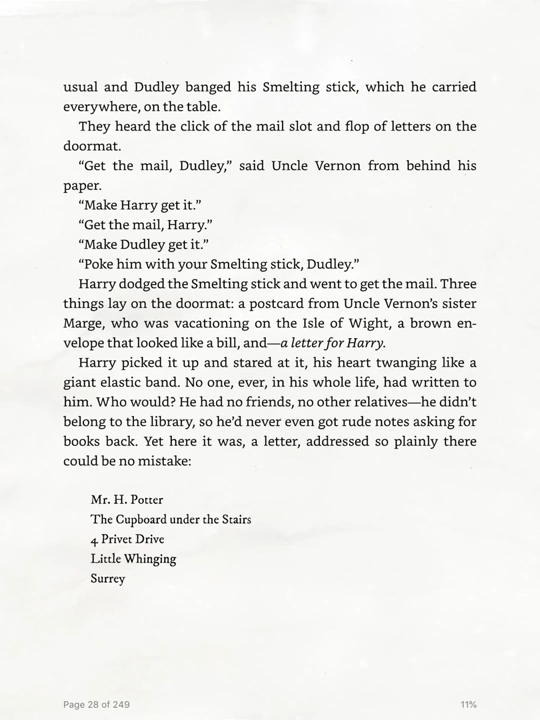 usual and Dudley banged his Smelting stick, which he carried
everywhere, on the table.
They heard the click of the mail slot and flop of letters on the
doormat.
“Get the mail, Dudley,” said Uncle Vernon from behind his
paper.
“Make Harry get it.”
“Get the mail, Harry.”
“Make Dudley get it.”
“Poke him with your Smelting stick, Dudley.”
Harry dodged the Smelting stick and went to get the mail. Three
things lay on the doormat: a postcard from Uncle Vernon’s sister
Marge, who was vacationing on the Isle of Wight, a brown en-
velope that looked like a bill, and—a letter for Harry.
Harry picked it up and stared at it, his heart twanging like a
giant elastic band. No one, ever, in his whole life, had written to
him. Who would? He had no friends, no other relatives—he didn’t
belong to the library, so he’d never even got rude notes asking for
books back. Yet here it was, a letter, addressed so plainly there
could be no mistake:
Mr. H. Potter
The Cupboard under the Stairs
4 Privet Drive
Little Whinging
Surrey
Page 28 of 249
11%